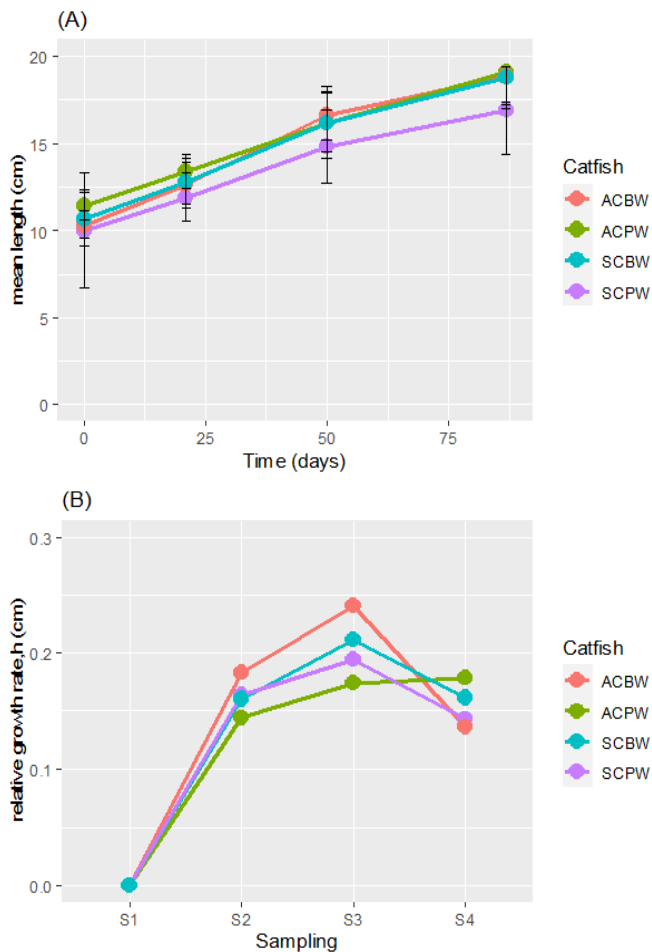 (A)
20
15
10
5
0
mean length (cm)
0 25 50 75
Time (days)
Catfish
ACBW
ACPW
SCBW
SCPW
(B)
0.3
0.2
0.1
0.0
relative growth rate,h (cm)
S1 S2 S3 S4
Sampling
Catfish
ACBW
ACPW
SCBW
SCPW